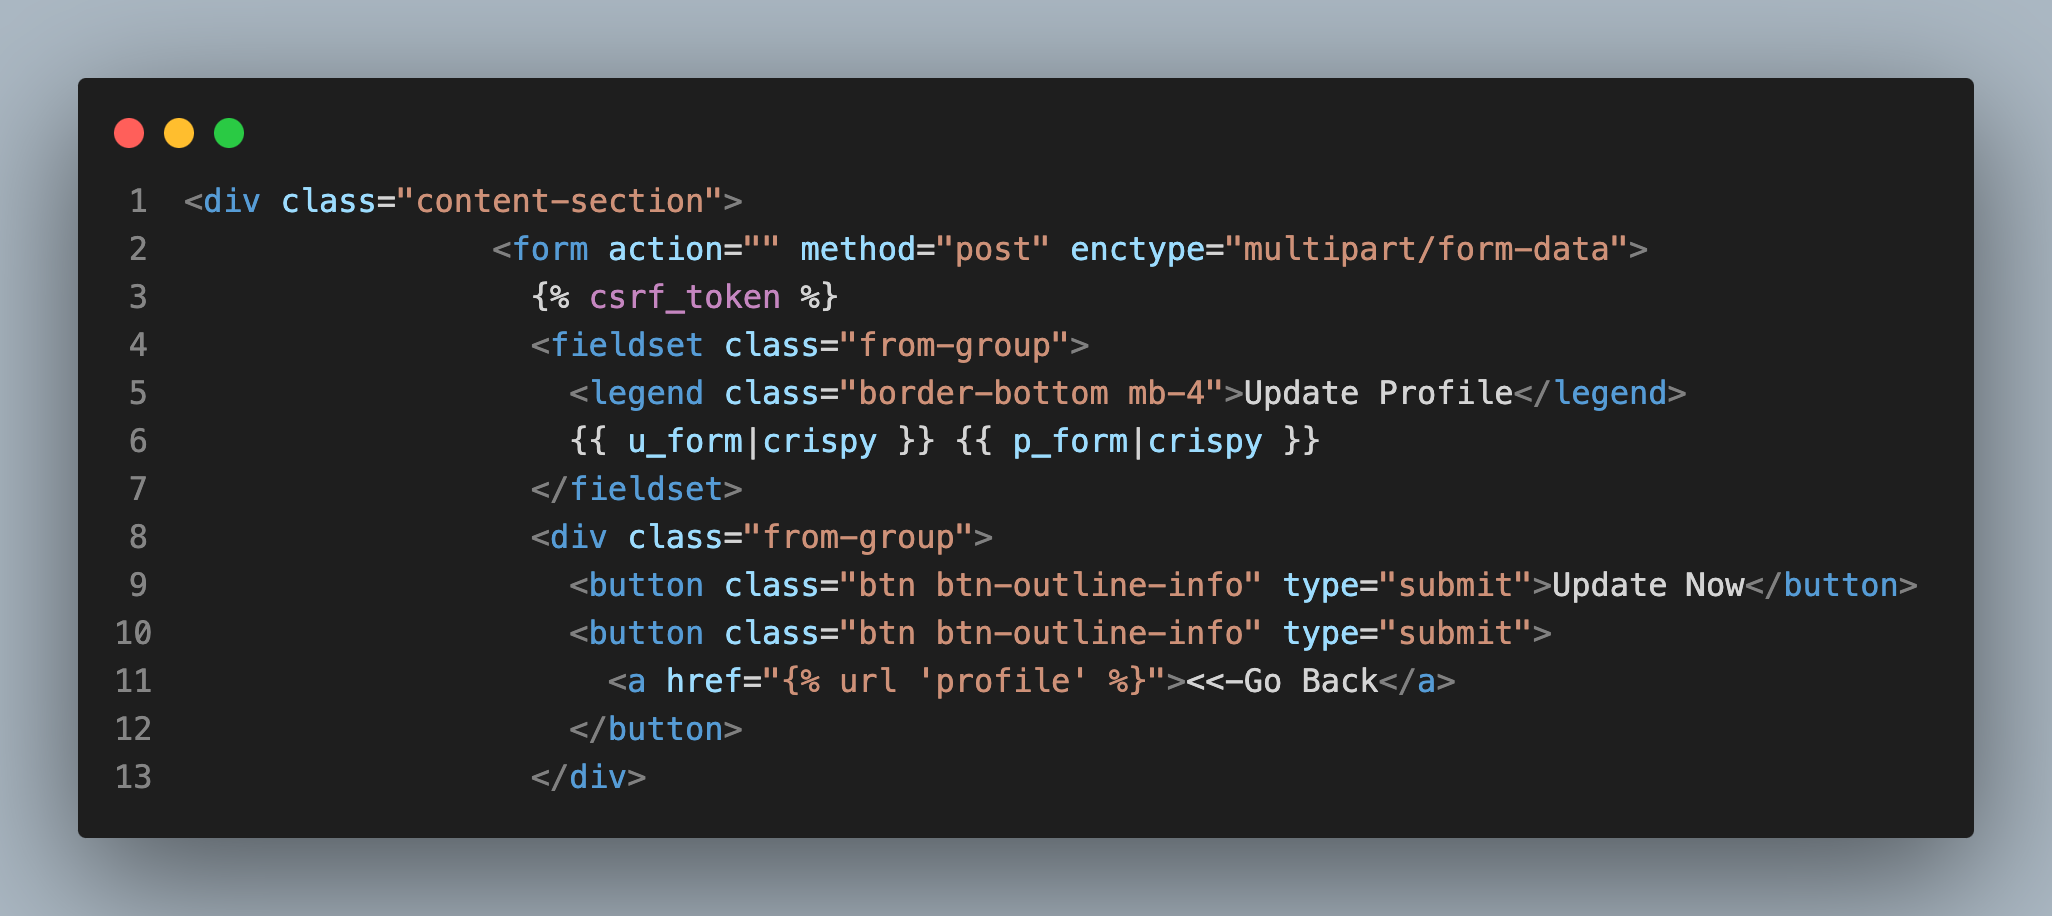 1 <div class="content-section">
2 <form action="" method="post" enctype="multipart/form-data">
3 {% csrf_token %}
4 <fieldset class="from-group">
5 <legend class="border-bottom mb-4">Update Profile</legend>
6 {{ u_form|crispy }} {{ p_form|crispy }}
7 </fieldset>
8 <div class="from-group">
9 <button class="btn btn-outline-info" type="submit">Update Now</button>
10 <button class="btn btn-outline-info" type="submit">
11 <a href="{% url 'profile' %}"><<-Go Back</a>
12 </button>
13 </div>